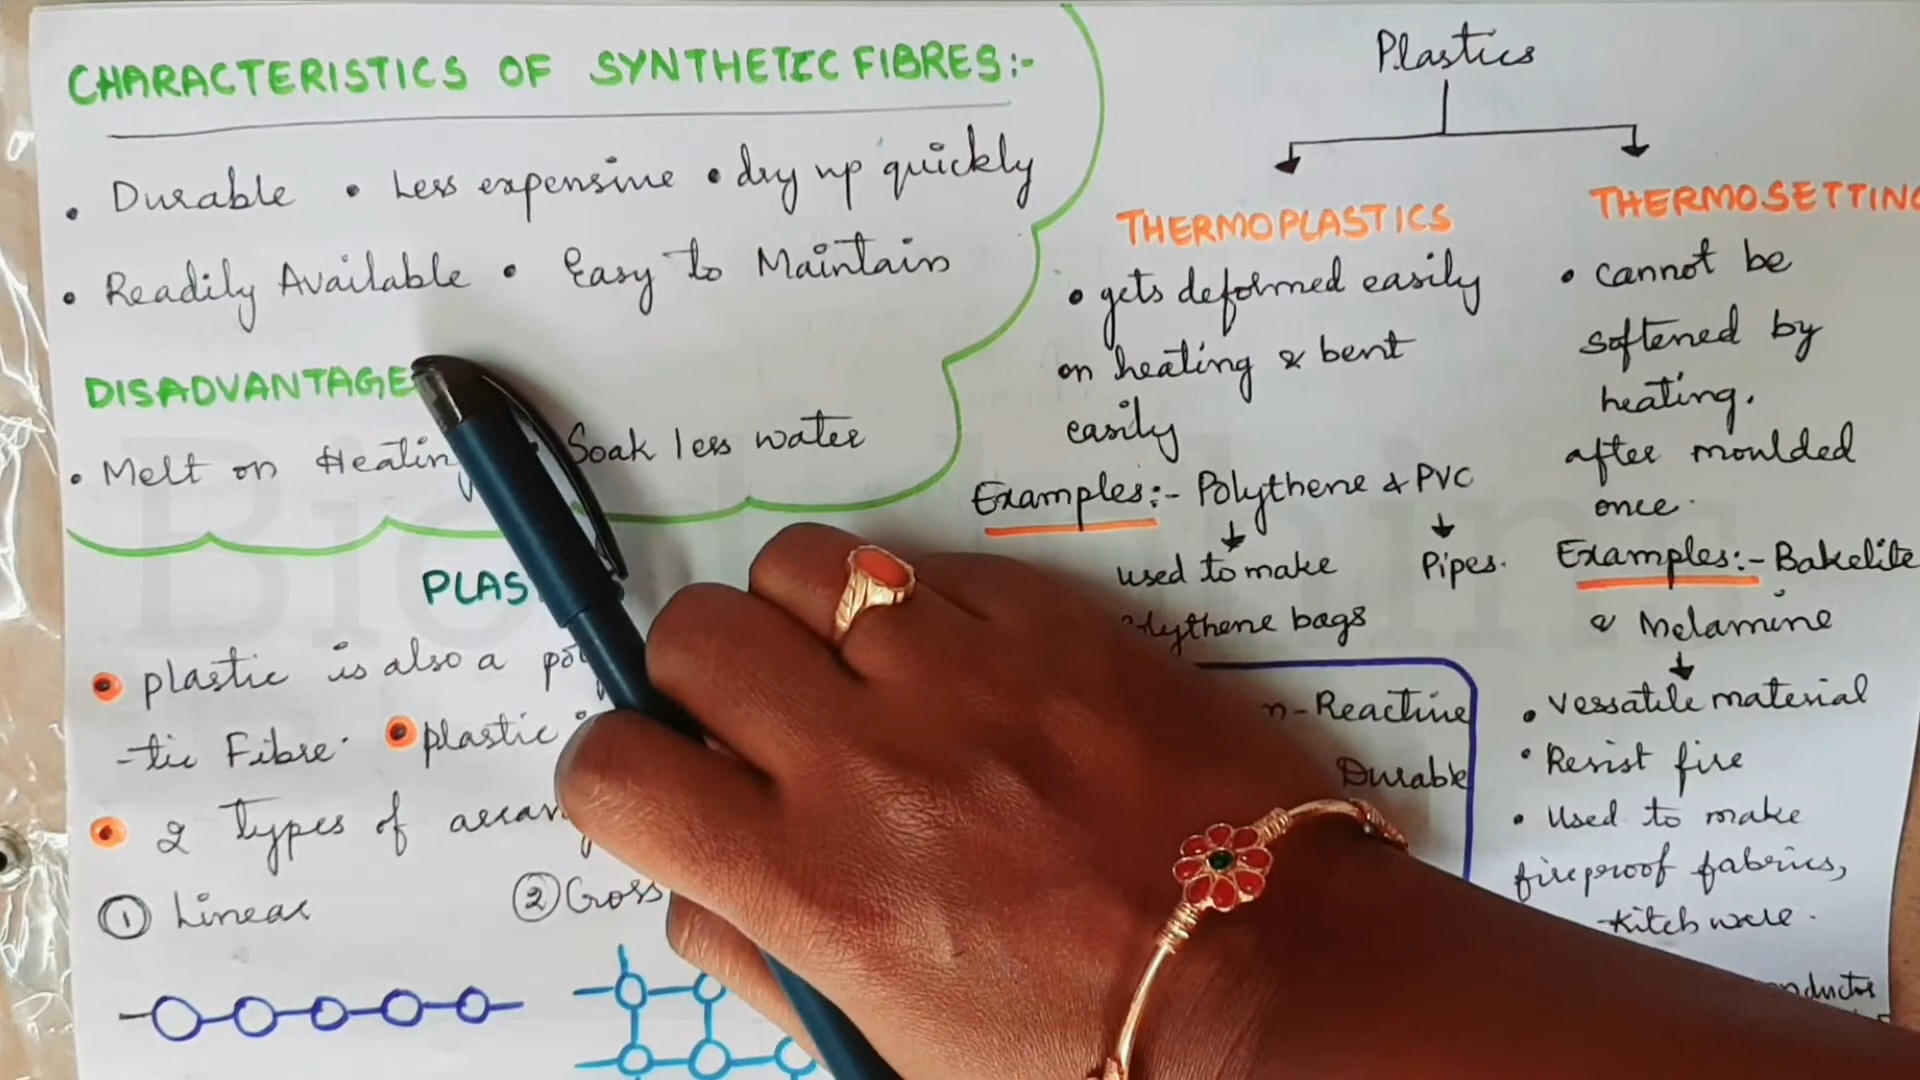 CHARACTERISTICS OF SYNTHETIC FIBRES:-
• Durable • Less expensive • dry up quickly
• Readily Available • Easy to Maintain
DISADVANTAGE
• Melt on Heating • Soak less water
PLAS
plastic is also a
-tic Fibre. plastic
2 types of
① Linear ② Cross
Plastics
THERMOPLASTICS
• gets deformed easily
on heating & bent
easily
Examples:- Polythene & PVC
used to make Pipes.
polythene bags
n-Reactive
Durable
THERMOSETTING
• cannot be
softened by
heating.
after moulded
once.
Examples:- Bakelite
& Melamine
• Vessatile material
• Resist fire
• Used to make
fireproof fabrics,
kitch ware.